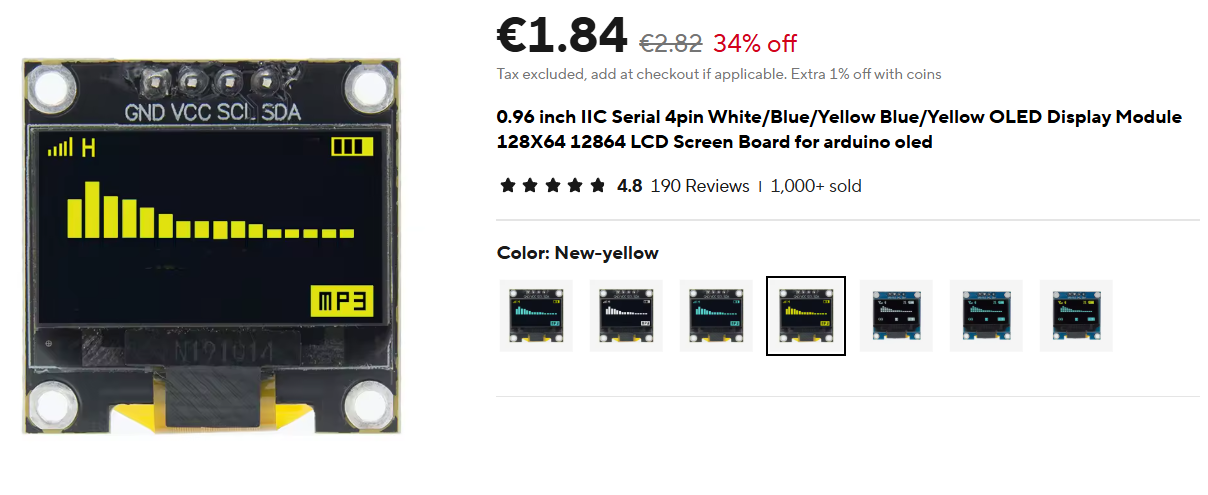 €1.84 €2.82 34% off
Tax excluded, add at checkout if applicable. Extra 1% off with coins
0.96 inch IIC Serial 4pin White/Blue/Yellow Blue/Yellow OLED Display Module
128X64 12864 LCD Screen Board for arduino oled
4.8 190 Reviews | 1,000+ sold
Color: New-yellow
GND VCC SCL SDA
H
MP3
N191G14